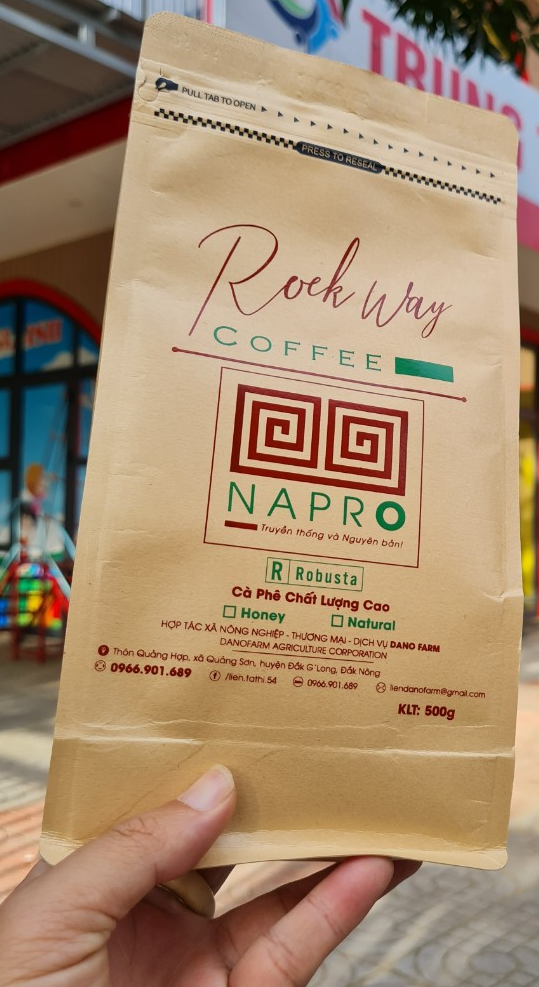 TRUNG
PULL TAB TO OPEN
PRESS TO RESEAL
Rock Way
COFFEE
NAPRO
Truyền thống và Nguyên bản!
R Robusta
Cà Phê Chất Lượng Cao
Honey Natural
HỢP TÁC XÃ NÔNG NGHIỆP - THƯƠNG MẠI - DỊCH VỤ DANO FARM
DANOFARM AGRICULTURE CORPORATION
Thôn Quảng Hợp, xã Quảng Sơn, huyện Đắk G'Long, Đắk Nông
0966.901.689 /lien.tathi.54 0966.901.689 liendanofarm@gmail.com
KLT: 500g